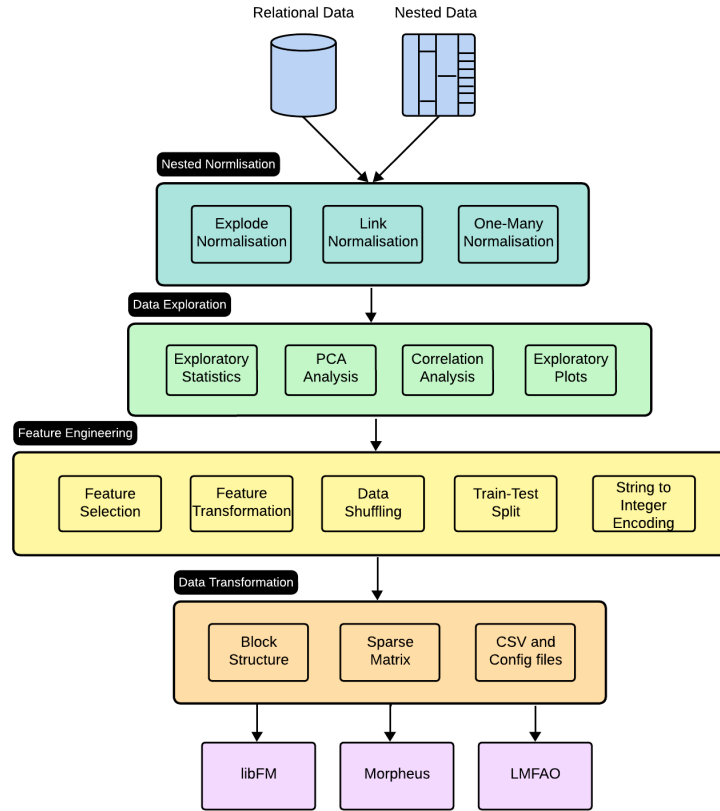 Relational Data
Nested Data
Nested Normlisation
Explode
Normalisation
Link
Normalisation
One-Many
Normalisation
Data Exploration
Exploratory
Statistics
PCA
Analysis
Correlation
Analysis
Exploratory
Plots
Feature Engineering
Feature
Selection
Feature
Transformation
Data
Shuffling
Train-Test
Split
String to
Integer
Encoding
Data Transformation
Block
Structure
Sparse
Matrix
CSV and
Config files
libFM
Morpheus
LMFAO